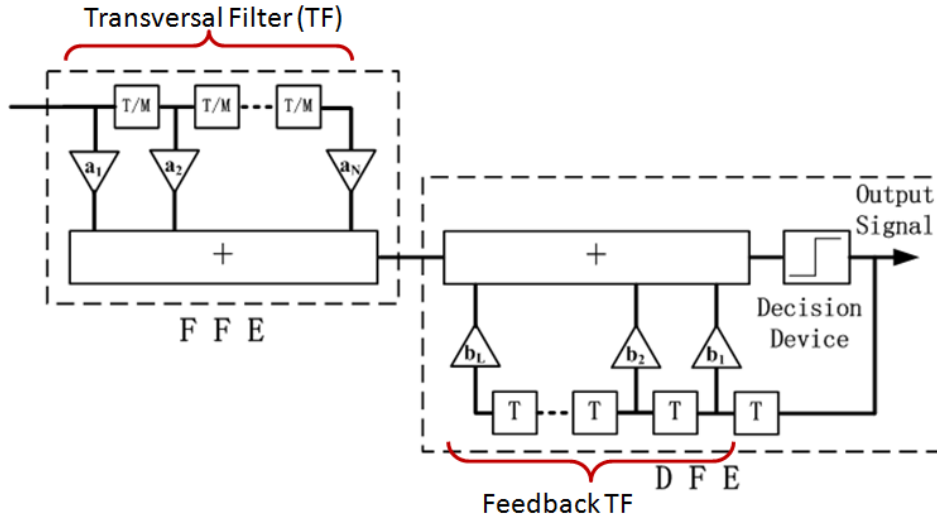 Transversal Filter (TF)
T/M T/M T/M
a1 a2 aN
+
F F E
Output
Signal
+
Decision
Device
bL b2 b1
T T T T
D F E
Feedback TF